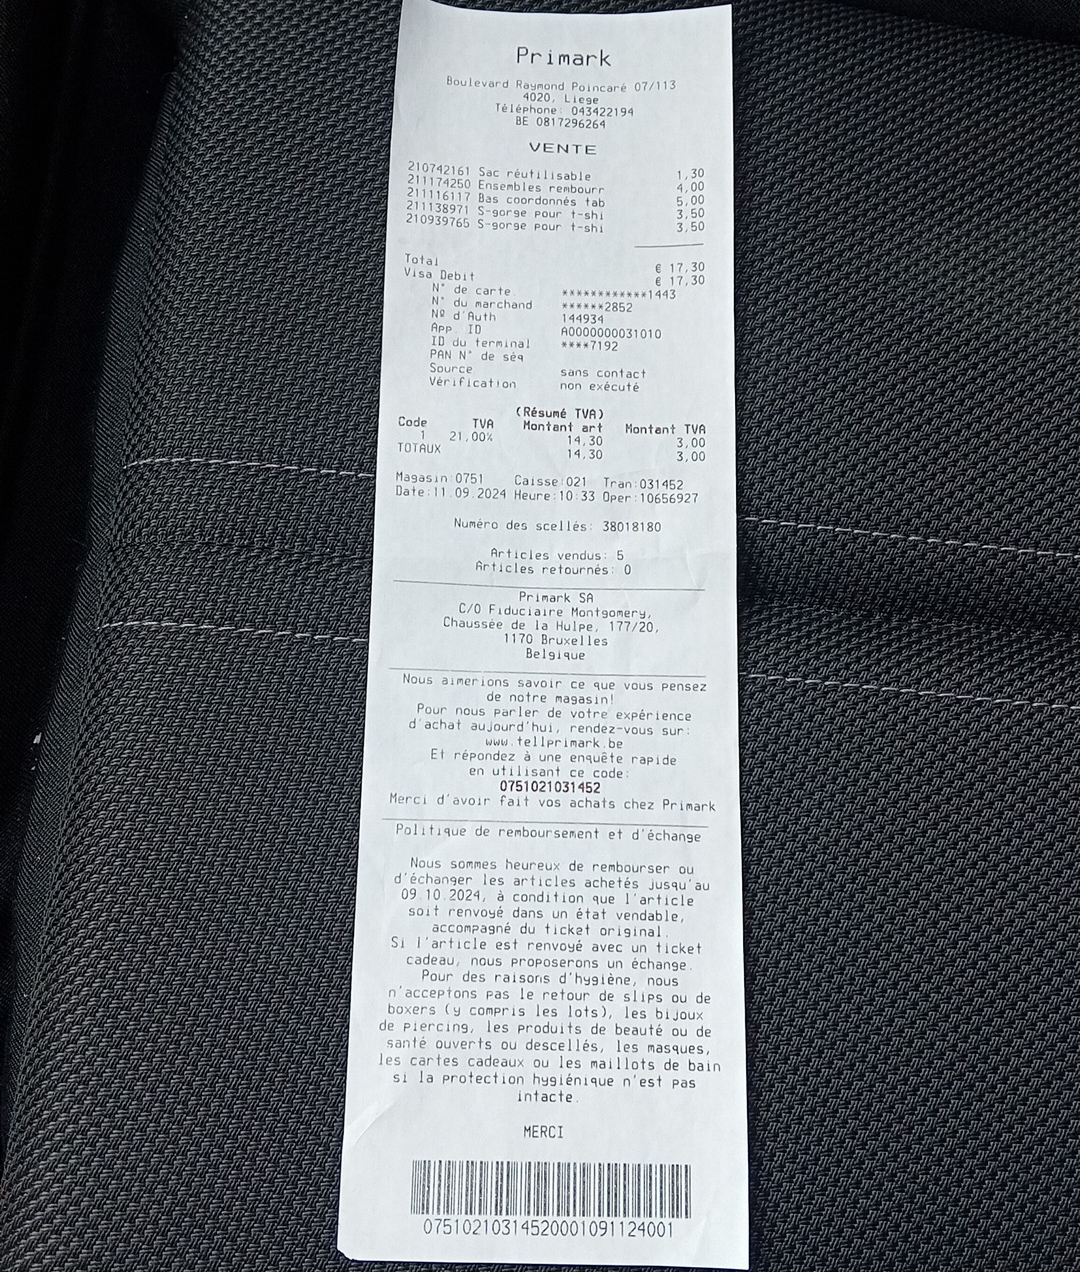 Primark
Boulevard Raymond Poincaré 07/113
4020, Liege
Téléphone: 043422194
BE 0817296264
VENTE
210742161 Sac réutilisable 1,30
211174250 Ensembles rembourr 4,00
211116117 Bas coordonnés tab 5,00
211138971 S-gorge pour t-shi 3,50
210939765 S-gorge pour t-shi 3,50
Total € 17,30
Visa Debit € 17,30
N° de carte ************1443
N° du marchand ******2852
Nº d'Auth 144934
App. ID A0000000031010
ID du terminal ****7192
PAN N° de séq
Source sans contact
Vérification non exécuté
(Résumé TVA)
Code TVA Montant art Montant TVA
1 21,00% 14,30 3,00
TOTAUX 14,30 3,00
Magasin:0751 Caisse:021 Tran:031452
Date:11.09.2024 Heure:10:33 Oper:10656927
Numéro des scellés: 38018180
Articles vendus: 5
Articles retournés: 0
Primark SA
C/O Fiduciaire Montgomery,
Chaussée de la Hulpe, 177/20,
1170 Bruxelles
Belgique
Nous aimerions savoir ce que vous pensez
de notre magasin!
Pour nous parler de votre expérience
d'achat aujourd'hui, rendez-vous sur:
www.tellprimark.be
Et répondez à une enquête rapide
en utilisant ce code:
0751021031452
Merci d'avoir fait vos achats chez Primark
Politique de remboursement et d'échange
Nous sommes heureux de rembourser ou
d'échanger les articles achetés jusqu'au
09.10.2024, à condition que l'article
soit renvoyé dans un état vendable,
accompagné du ticket original.
Si l'article est renvoyé avec un ticket
cadeau, nous proposerons un échange.
Pour des raisons d'hygiène, nous
n'acceptons pas le retour de slips ou de
boxers (y compris les lots), les bijoux
de piercing, les produits de beauté ou de
santé ouverts ou descellés, les masques,
les cartes cadeaux ou les maillots de bain
si la protection hygiénique n'est pas
intacte.
MERCI
0751021031452000109112​4001